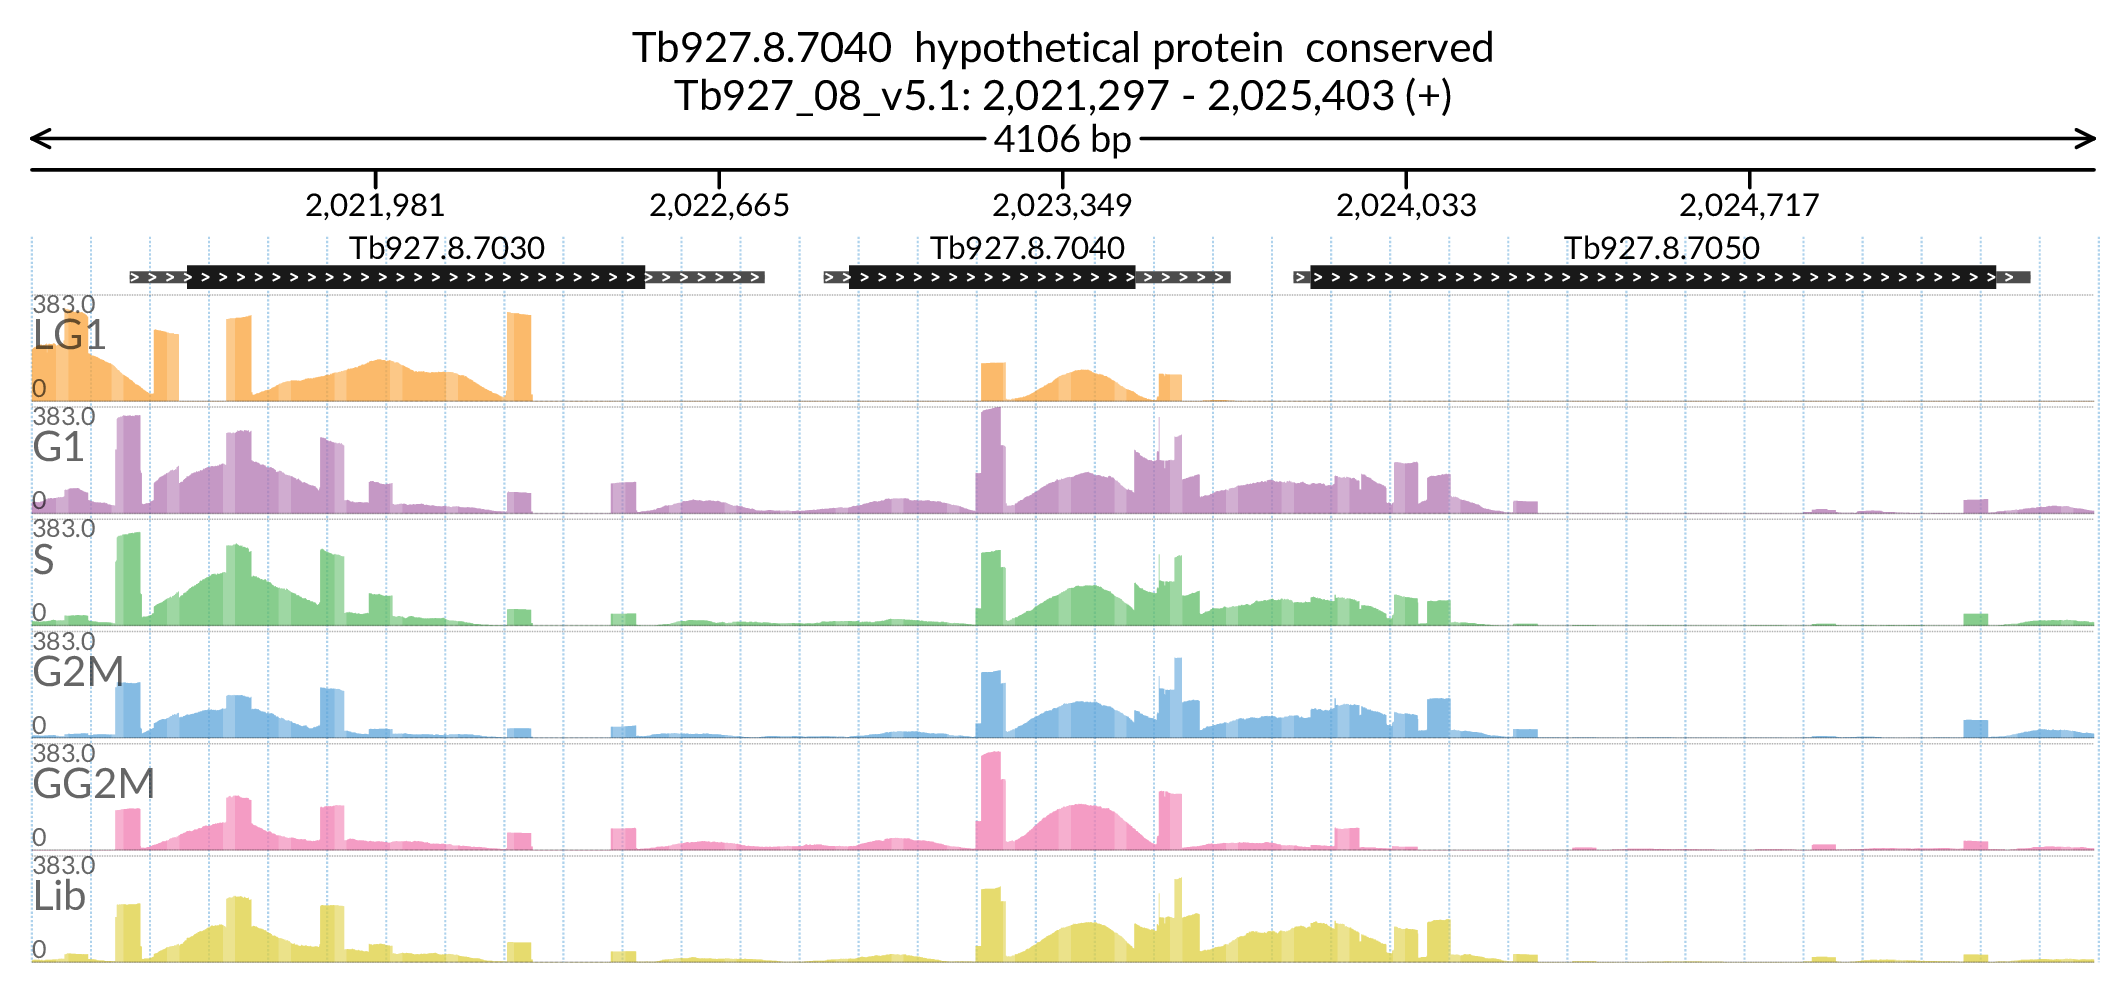 Tb927.8.7040  hypothetical protein  conserved
Tb927_08_v5.1: 2,021,297 - 2,025,403 (+)
4106 bp
2,021,981 2,022,665 2,023,349 2,024,033 2,024,717
Tb927.8.7030 Tb927.8.7040 Tb927.8.7050
383.0
LG1
0
383.0
G1
0
383.0
S
0
383.0
G2M
0
383.0
GG2M
0
383.0
Lib
0